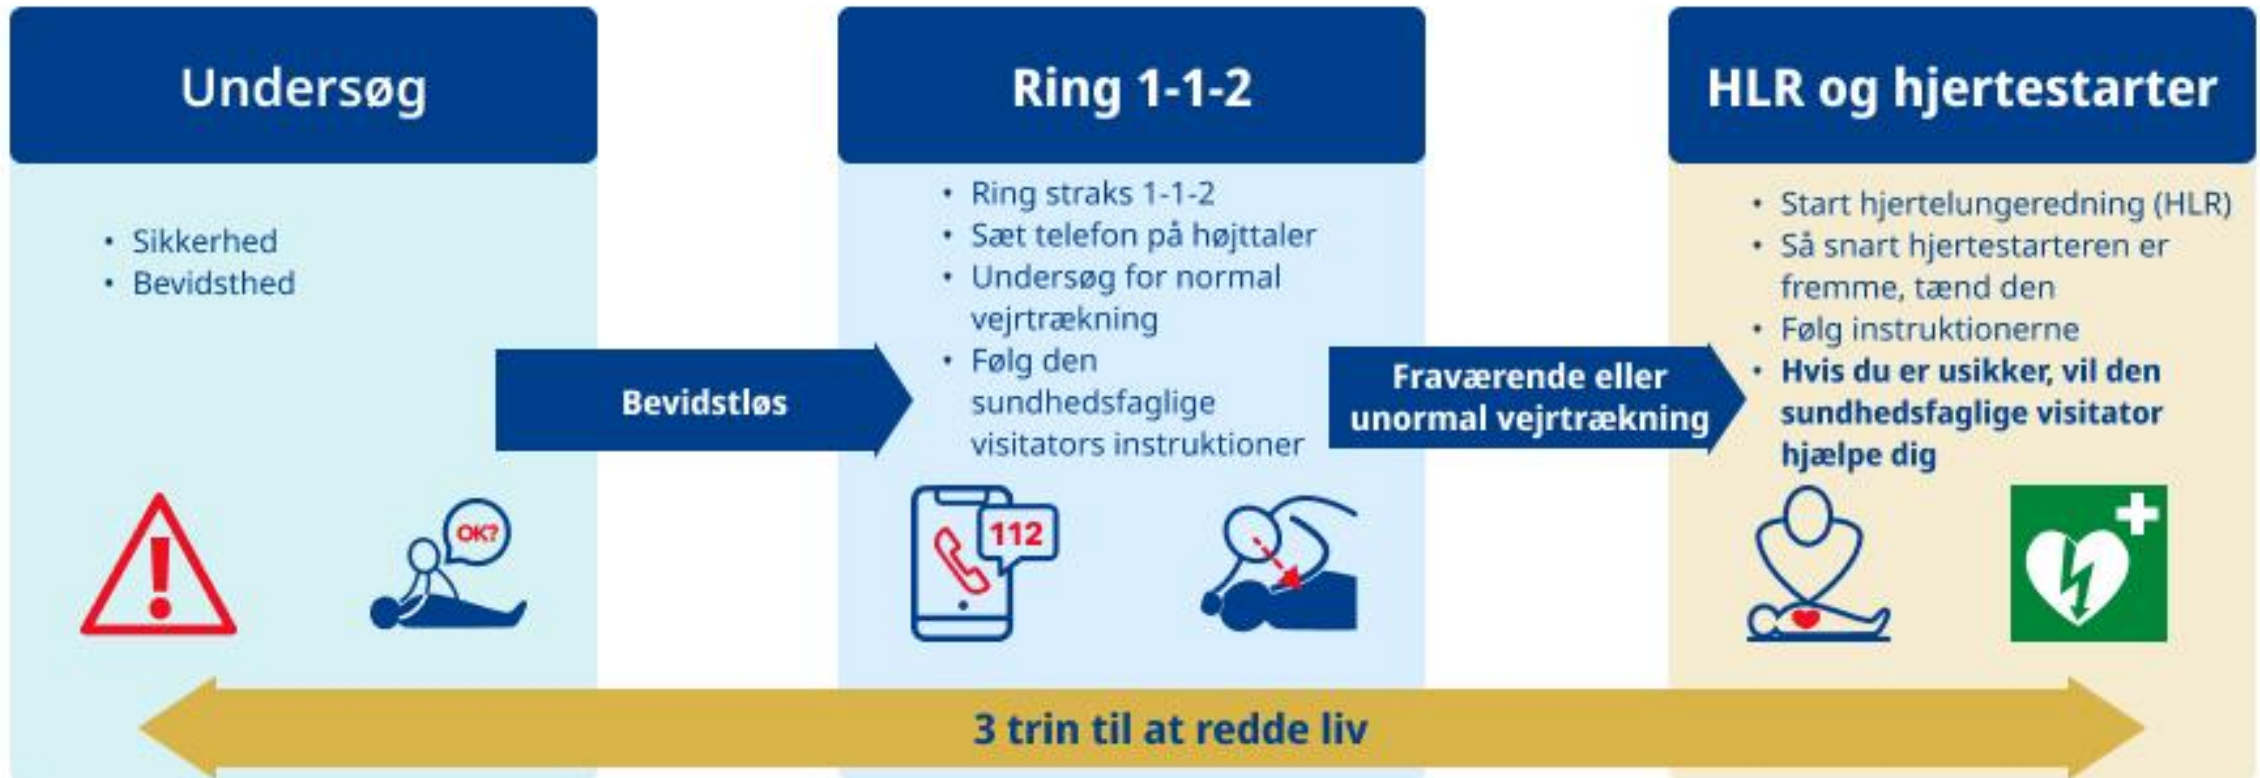 Undersøg
• Sikkerhed
• Bevidsthed
OK?
Bevidstløs
Ring 1-1-2
• Ring straks 1-1-2
• Sæt telefon på højttaler
• Undersøg for normal
vejrtrækning
• Følg den
sundhedsfaglige
visitators instruktioner
112
Fraværende eller
unormal vejrtrækning
HLR og hjertestarter
• Start hjertelungeredning (HLR)
• Så snart hjertestarteren er
fremme, tænd den
• Følg instruktionerne
• Hvis du er usikker, vil den
sundhedsfaglige visitator
hjælpe dig
3 trin til at redde liv